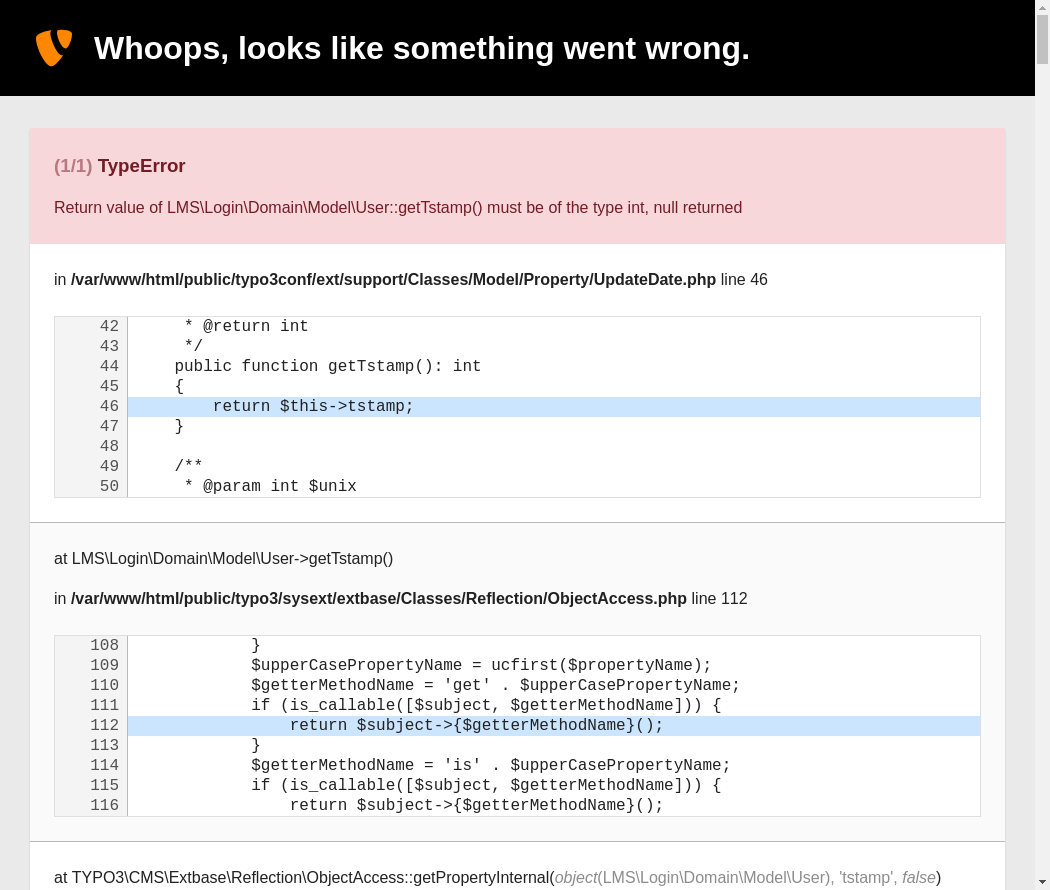 Whoops, looks like something went wrong.
(1/1) TypeError
Return value of LMS\Login\Domain\Model\User::getTstamp() must be of the type int, null returned
in /var/www/html/public/typo3conf/ext/support/Classes/Model/Property/UpdateDate.php line 46
42      * @return int
43      */
44     public function getTstamp(): int
45     {
46         return $this->tstamp;
47     }
48
49     /**
50      * @param int $unix
at LMS\Login\Domain\Model\User->getTstamp()
in /var/www/html/public/typo3/sysext/extbase/Classes/Reflection/ObjectAccess.php line 112
108             }
109             $upperCasePropertyName = ucfirst($propertyName);
110             $getterMethodName = 'get' . $upperCasePropertyName;
111             if (is_callable([$subject, $getterMethodName])) {
112                 return $subject->{$getterMethodName}();
113             }
114             $getterMethodName = 'is' . $upperCasePropertyName;
115             if (is_callable([$subject, $getterMethodName])) {
116                 return $subject->{$getterMethodName}();
at TYPO3\CMS\Extbase\Reflection\ObjectAccess::getPropertyInternal(object(LMS\Login\Domain\Model\User), 'tstamp', false)